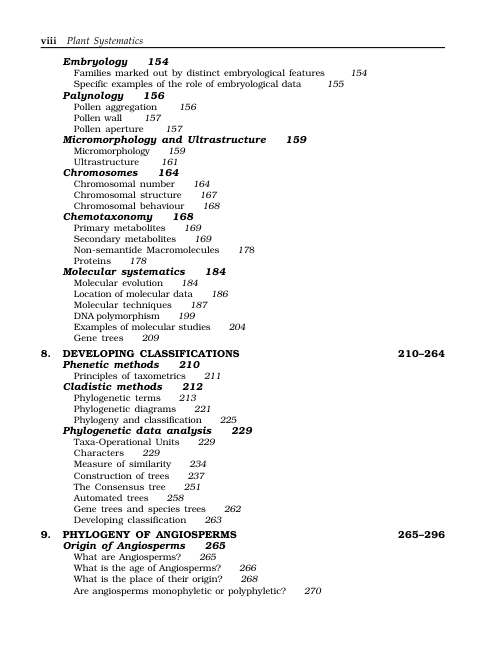 viii Plant Systematics
Embryology 154
Families marked out by distinct embryological features 154
Specific examples of the role of embryological data 155
Palynology 156
Pollen aggregation 156
Pollen wall 157
Pollen aperture 157
Micromorphology and Ultrastructure 159
Micromorphology 159
Ultrastructure 161
Chromosomes 164
Chromosomal number 164
Chromosomal structure 167
Chromosomal behaviour 168
Chemotaxonomy 168
Primary metabolites 169
Secondary metabolites 169
Non-semantide Macromolecules 178
Proteins 178
Molecular systematics 184
Molecular evolution 184
Location of molecular data 186
Molecular techniques 187
DNA polymorphism 199
Examples of molecular studies 204
Gene trees 209
8. DEVELOPING CLASSIFICATIONS 210–264
Phenetic methods 210
Principles of taxometrics 211
Cladistic methods 212
Phylogenetic terms 213
Phylogenetic diagrams 221
Phylogeny and classification 225
Phylogenetic data analysis 229
Taxa-Operational Units 229
Characters 229
Measure of similarity 234
Construction of trees 237
The Consensus tree 251
Automated trees 258
Gene trees and species trees 262
Developing classification 263
9. PHYLOGENY OF ANGIOSPERMS 265–296
Origin of Angiosperms 265
What are Angiosperms? 265
What is the age of Angiosperms? 266
What is the place of their origin? 268
Are angiosperms monophyletic or polyphyletic? 270